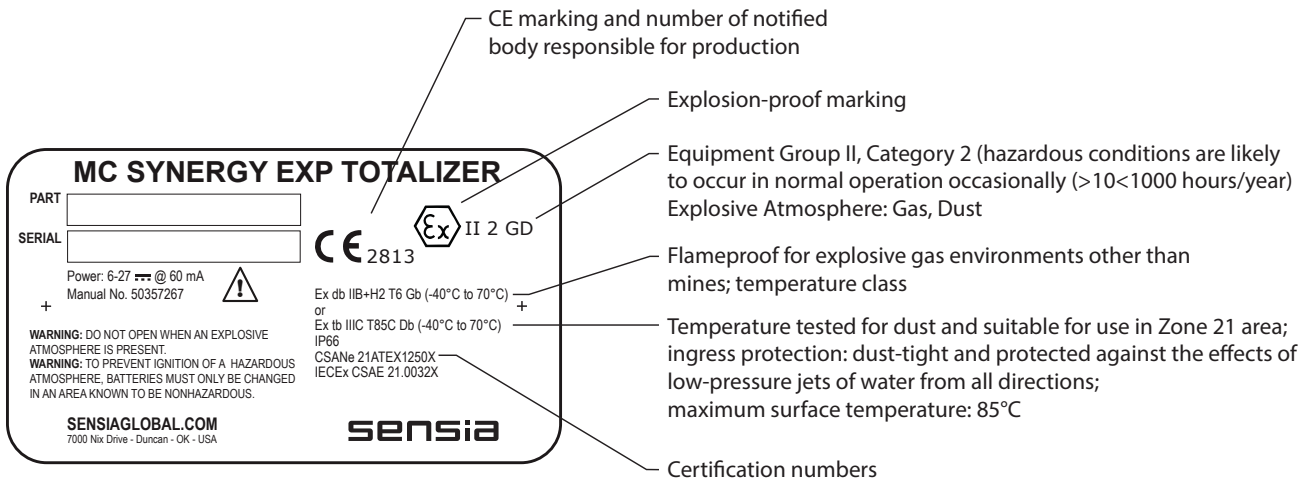 CE marking and number of notified
body responsible for production
Explosion-proof marking
Equipment Group II, Category 2 (hazardous conditions are likely
to occur in normal operation occasionally (>10<1000 hours/year)
Explosive Atmosphere: Gas, Dust
Flameproof for explosive gas environments other than
mines; temperature class
Temperature tested for dust and suitable for use in Zone 21 area;
ingress protection: dust-tight and protected against the effects of
low-pressure jets of water from all directions;
maximum surface temperature: 85°C
Certification numbers
MC SYNERGY EXP TOTALIZER
PART
SERIAL
CE 2813
Ex II 2 GD
Power: 6-27 ⎓ @ 60 mA
Manual No. 50357267
!
+
+
WARNING: DO NOT OPEN WHEN AN EXPLOSIVE
ATMOSPHERE IS PRESENT.
WARNING: TO PREVENT IGNITION OF A HAZARDOUS
ATMOSPHERE, BATTERIES MUST ONLY BE CHANGED
IN AN AREA KNOWN TO BE NONHAZARDOUS.
Ex db IIB+H2 T6 Gb (-40°C to 70°C)
or
Ex tb IIIC T85C Db (-40°C to 70°C)
IP66
CSANe 21ATEX1250X
IECEx CSAE 21.0032X
SENSIAGLOBAL.COM
7000 Nix Drive - Duncan - OK - USA
sensia